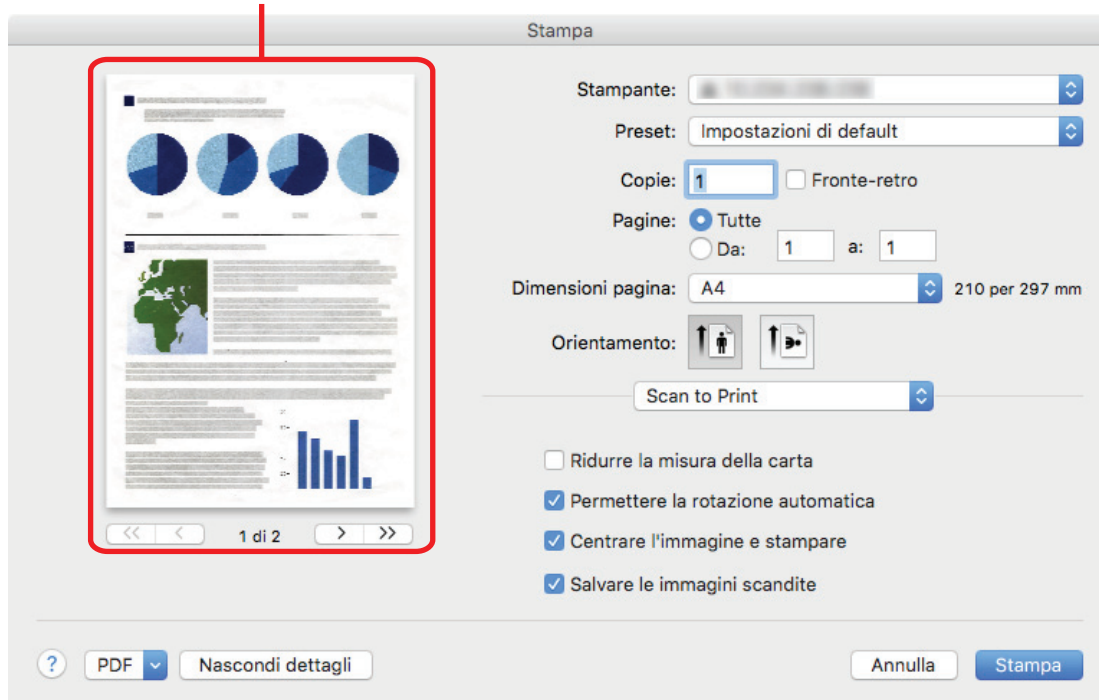 Stampa
Stampante:
Preset: Impostazioni di default
Copie: 1 Fronte-retro
Pagine: Tutte
Da: 1 a: 1
Dimensioni pagina: A4 210 per 297 mm
Orientamento:
Scan to Print
Ridurre la misura della carta
Permettere la rotazione automatica
Centrare l'immagine e stampare
Salvare le immagini scandite
<< < 1 di 2 > >>
? PDF Nascondi dettagli Annulla Stampa